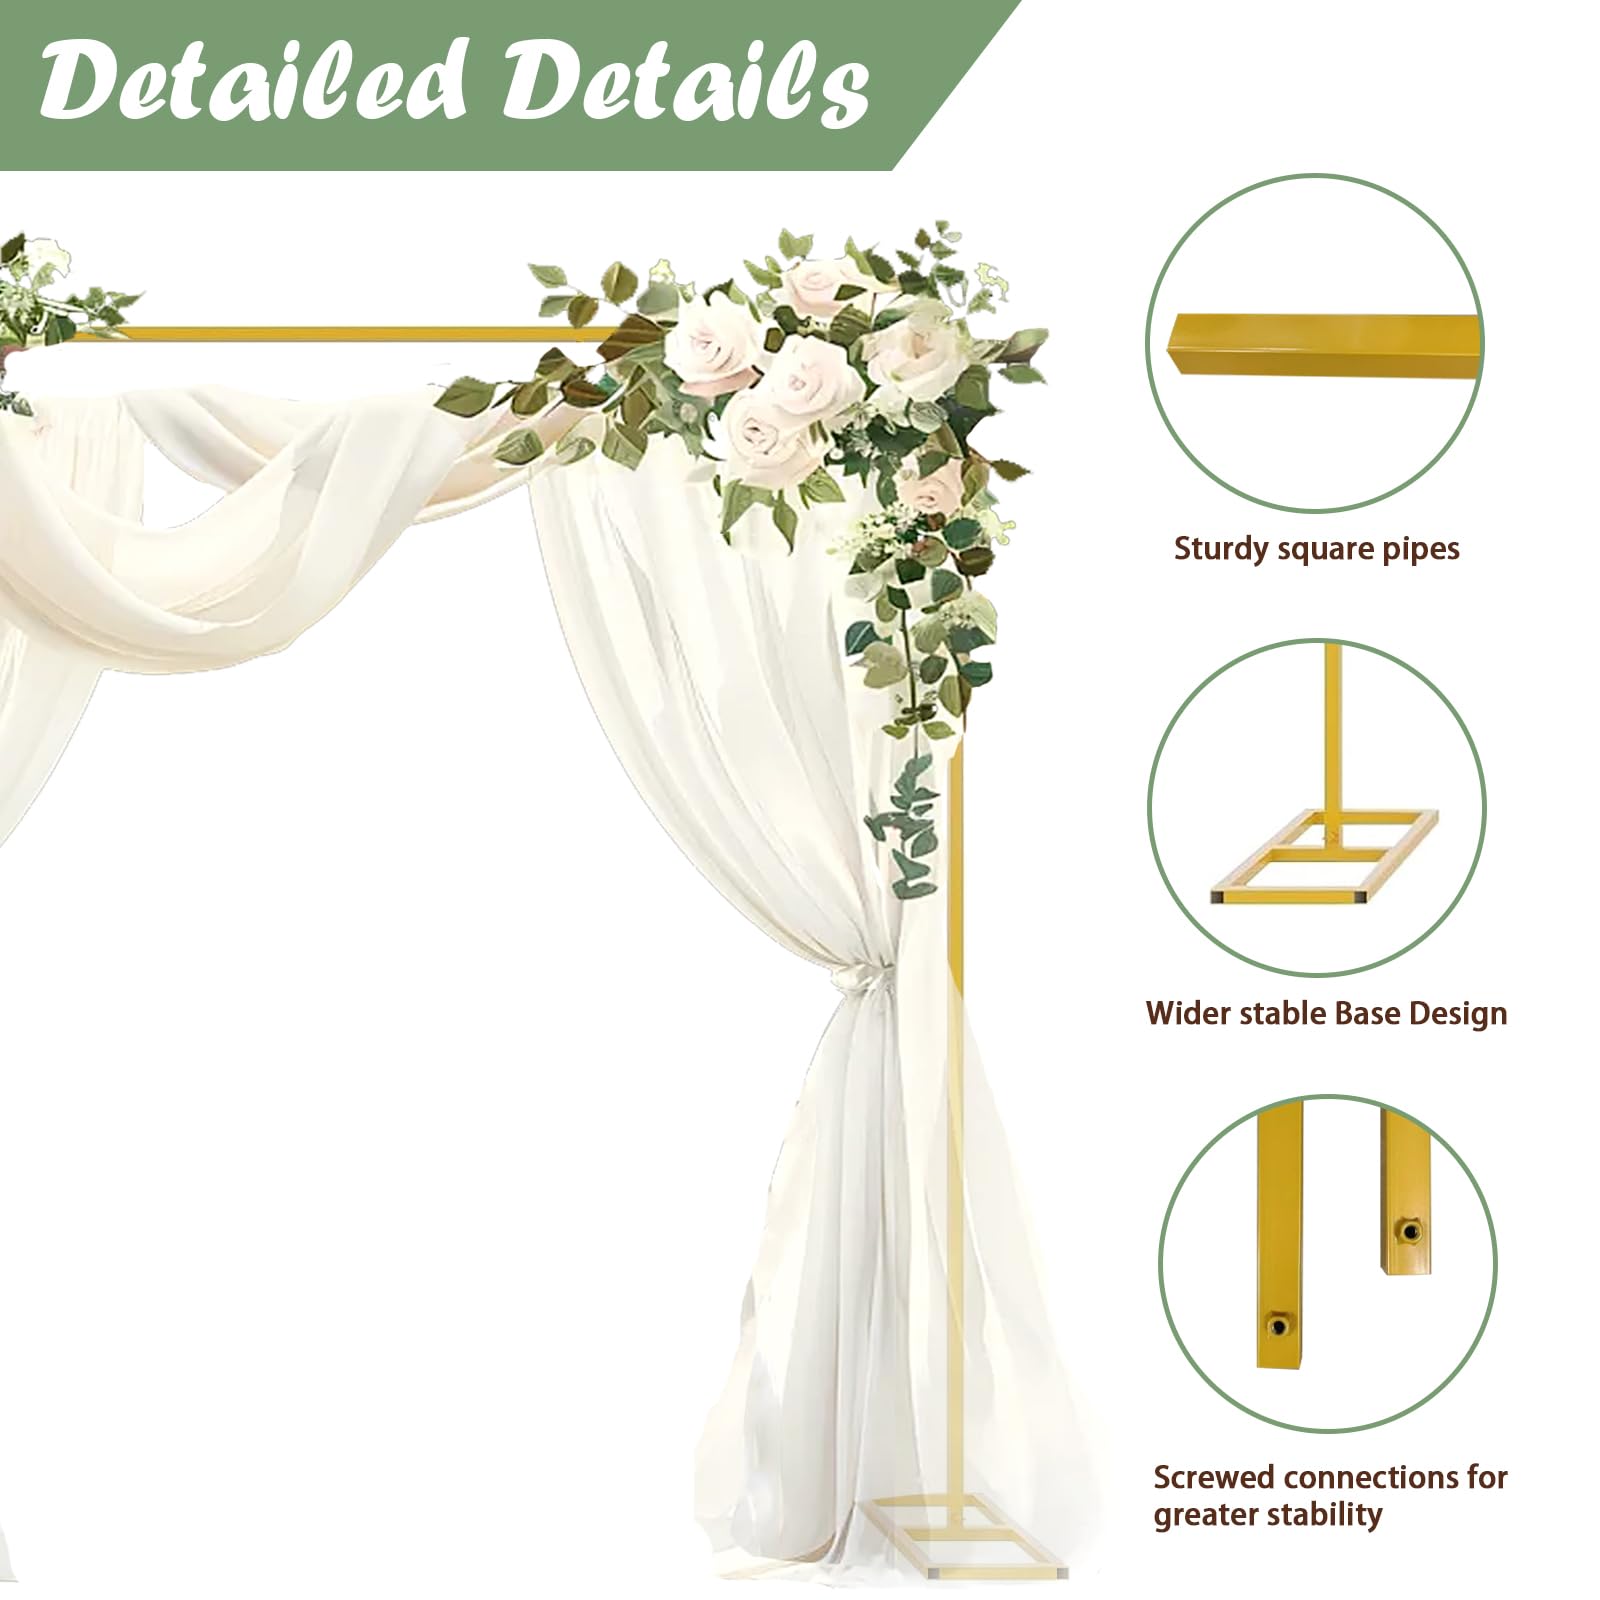 Detailed Details
Sturdy square pipes
Wider stable Base Design
Screwed connections for
greater stability